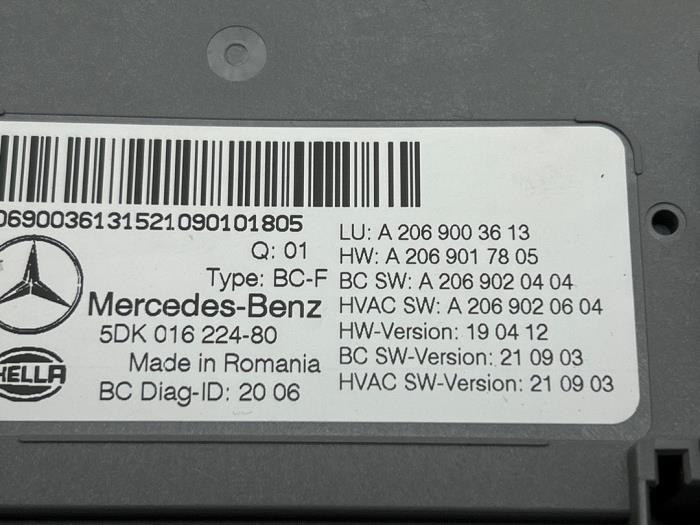 06900361315210901018​05
Q: 01
Type: BC-F
Mercedes-Benz
5DK 016 224-80
Made in Romania
BC Diag-ID: 20 06
HELLA
LU: A 206 900 36 13
HW: A 206 901 78 05
BC SW: A 206 902 04 04
HVAC SW: A 206 902 06 04
HW-Version: 19 04 12
BC SW-Version: 21 09 03
HVAC SW-Version: 21 09 03